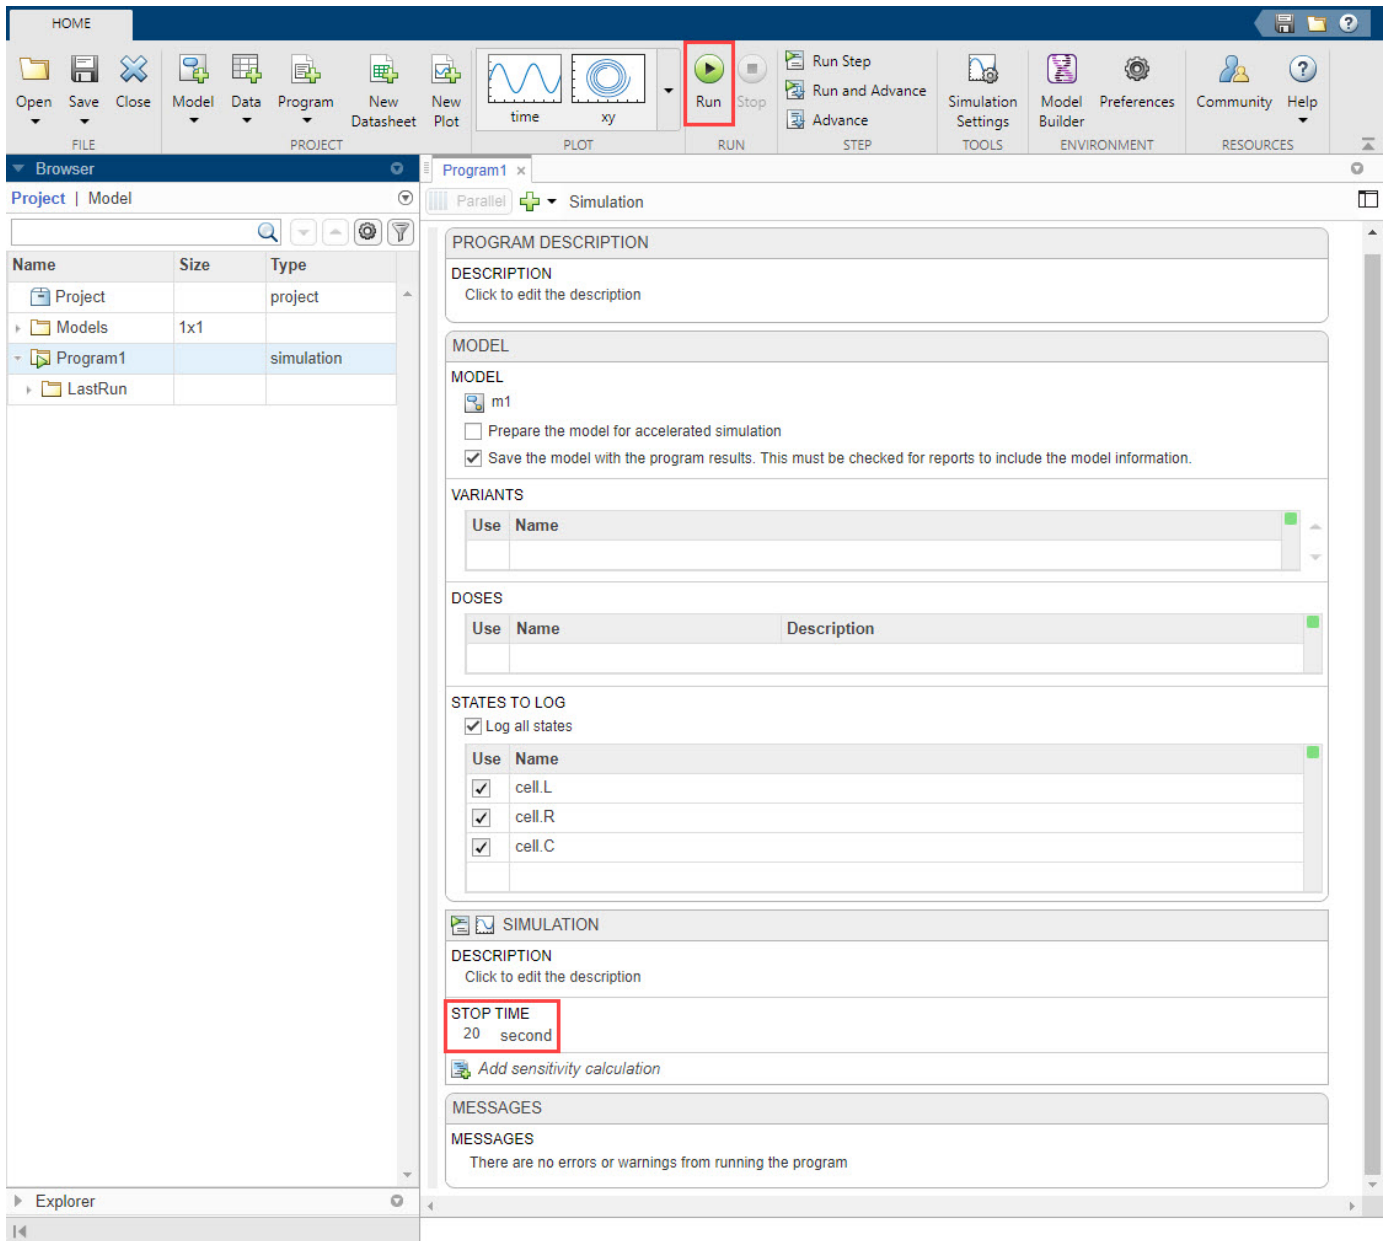 HOME
Open Save Close Model Data Program New Datasheet New Plot time xy Run Stop Run Step
Run and Advance
Advance
Simulation Settings Model Builder Preferences Community Help
FILE PROJECT PLOT RUN STEP TOOLS ENVIRONMENT RESOURCES
Browser
Project | Model
Name Size Type
Project project
Models 1x1
Program1 simulation
LastRun
Explorer
Program1
Parallel Simulation
PROGRAM DESCRIPTION
DESCRIPTION
Click to edit the description
MODEL
MODEL
m1
Prepare the model for accelerated simulation
Save the model with the program results. This must be checked for reports to include the model information.
VARIANTS
Use Name
DOSES
Use Name Description
STATES TO LOG
Log all states
Use Name
cell.L
cell.R
cell.C
SIMULATION
DESCRIPTION
Click to edit the description
STOP TIME
20 second
Add sensitivity calculation
MESSAGES
MESSAGES
There are no errors or warnings from running the program